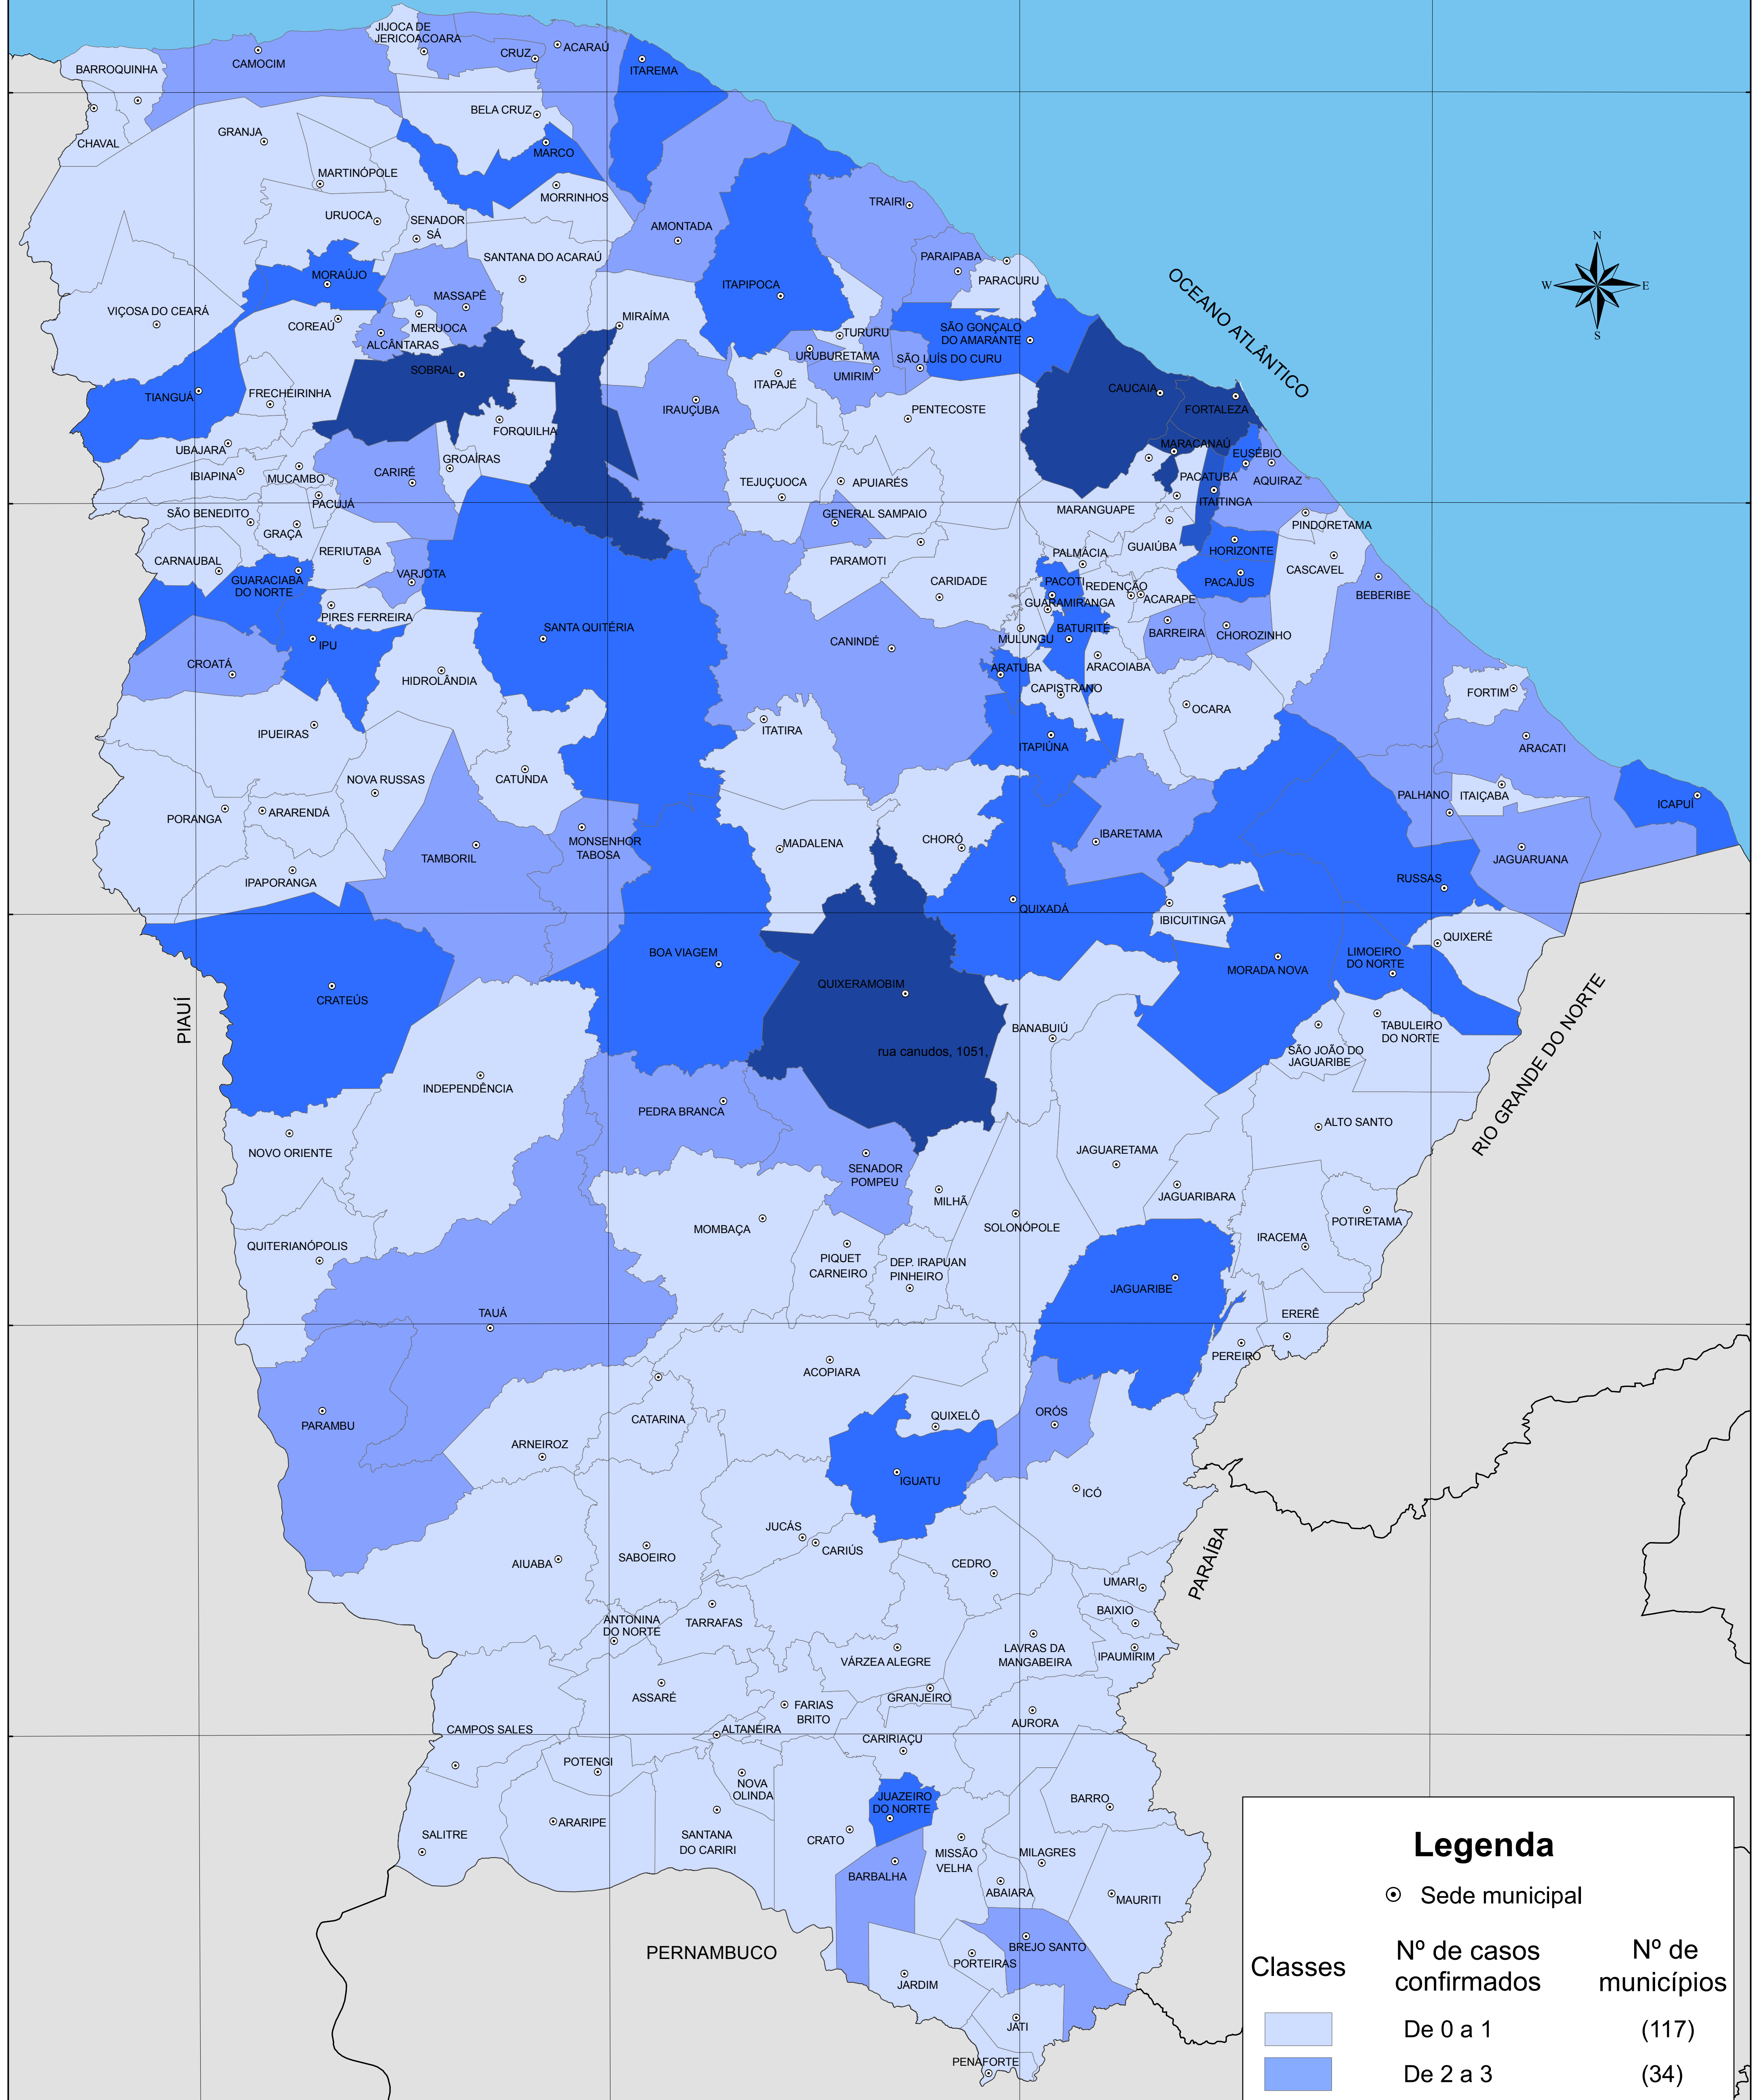 JIJOCA DE
JERICOACOARA
CRUZ
ACARAÚ
BARROQUINHA
CAMOCIM
ITAREMA
BELA CRUZ
GRANJA
CHAVAL
MARCO
MARTINÓPOLE
MORRINHOS
TRAIRI
URUOCA
SENADOR
SÁ
AMONTADA
N
W
E
S
SANTANA DO ACARAÚ
PARAIPABA
MORAÚJO
PARACURU
ITAPIPOCA
OCEANO ATLÂNTICO
MASSAPÊ
VIÇOSA DO CEARÁ
MIRAÍMA
COREAÚ
MERUOCA
SÃO GONÇALO
DO AMARANTE
TURURU
ALCÂNTARAS
URUBURETAMA
SÃO LUÍS DO CURU
SOBRAL
UMIRIM
ITAPAJÉ
CAUCAIA
FRECHEIRINHA
TIANGUÁ
IRAUÇUBA
PENTECOSTE
FORTALEZA
FORQUILHA
MARACANAÚ
UBAJARA
EUSÉBIO
GROAÍRAS
IBIAPINA
MUCAMBO
CARIRÉ
PACATUBA
AQUIRAZ
TEJUÇUOCA
APUIARÉS
ITAITINGA
PACUJÁ
MARANGUAPE
SÃO BENEDITO
GENERAL SAMPAIO
PINDORETAMA
GRAÇA
GUAIÚBA
RERIUTABA
PALMÁCIA
HORIZONTE
CARNAUBAL
PARAMOTI
CASCAVEL
VARJOTA
GUARACIABA
DO NORTE
CARIDADE
PACOTI
REDENÇÃO
PACAJUS
BEBERIBE
ACARAPE
GUARAMIRANGA
PIRES FERREIRA
SANTA QUITÉRIA
BATURITÉ
BARREIRA
CHOROZINHO
MULUNGU
CANINDÉ
IPU
CROATÁ
ARATUBA
ARACOIABA
HIDROLÂNDIA
CAPISTRANO
FORTIM
OCARA
ITATIRA
IPUEIRAS
ITAPIÚNA
ARACATI
NOVA RUSSAS
CATUNDA
PALHANO
ITAIÇABA
ICAPUÍ
PORANGA
ARARENDÁ
IBARETAMA
MONSENHOR
TABOSA
MADALENA
CHORÓ
TAMBORIL
JAGUARUANA
IPAPORANGA
RUSSAS
QUIXADÁ
IBICUITINGA
QUIXERÉ
BOA VIAGEM
LIMOEIRO
DO NORTE
MORADA NOVA
QUIXERAMOBIM
CRATEÚS
PIAUÍ
BANABUIÚ
TABULEIRO
DO NORTE
rua canudos, 1051,
SÃO JOÃO DO
JAGUARIBE
RIO GRANDE DO NORTE
INDEPENDÊNCIA
PEDRA BRANCA
ALTO SANTO
NOVO ORIENTE
JAGUARETAMA
SENADOR
POMPEU
JAGUARIBARA
MILHÃ
MOMBAÇA
SOLONÓPOLE
POTIRETAMA
IRACEMA
QUITERIANÓPOLIS
PIQUET
CARNEIRO
DEP. IRAPUAN
PINHEIRO
JAGUARIBE
TAUÁ
ERERÊ
PEREIRO
ACOPIARA
CATARINA
QUIXELÔ
ORÓS
PARAMBU
ARNEIROZ
IGUATU
ICÓ
JUCÁS
CARIÚS
SABOEIRO
AIUABA
CEDRO
PARAÍBA
UMARI
BAIXIO
ANTONINA
DO NORTE
TARRAFAS
LAVRAS DA
MANGABEIRA
IPAUMIRIM
VÁRZEA ALEGRE
ASSARÉ
GRANJEIRO
FARIAS
BRITO
AURORA
CAMPOS SALES
ALTANEIRA
CARIRIAÇU
POTENGI
NOVA
OLINDA
JUAZEIRO
DO NORTE
BARRO
ARARIPE
SALITRE
SANTANA
DO CARIRI
CRATO
MISSÃO
VELHA
MILAGRES
BARBALHA
ABAIARA
MAURITI
PERNAMBUCO
BREJO SANTO
PORTEIRAS
JARDIM
JATI
PENAFORTE
Legenda
Sede municipal
Classes
Nº de casos
confirmados
Nº de
municípios
De 0 a 1
(117)
De 2 a 3
(34)